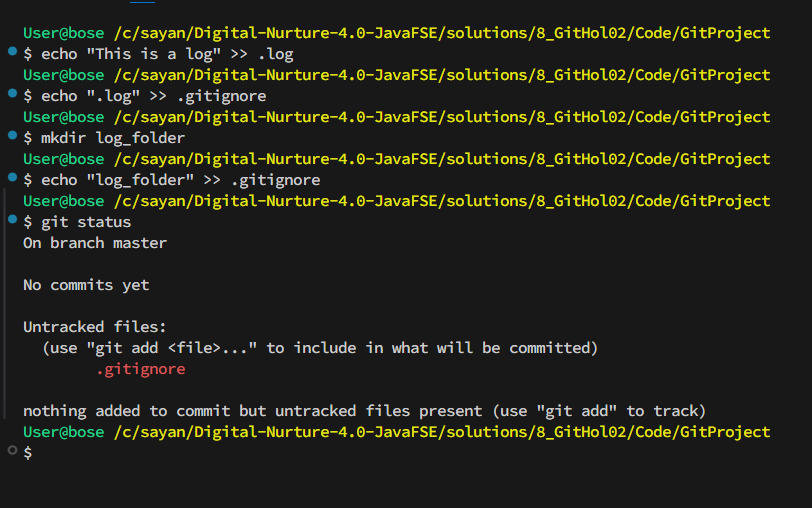 User@bose /c/sayan/Digital-Nurture-4.0-JavaFSE/solutions/8_GitHol02/Code/GitProject
$ echo "This is a log" >> .log
User@bose /c/sayan/Digital-Nurture-4.0-JavaFSE/solutions/8_GitHol02/Code/GitProject
$ echo ".log" >> .gitignore
User@bose /c/sayan/Digital-Nurture-4.0-JavaFSE/solutions/8_GitHol02/Code/GitProject
$ mkdir log_folder
User@bose /c/sayan/Digital-Nurture-4.0-JavaFSE/solutions/8_GitHol02/Code/GitProject
$ echo "log_folder" >> .gitignore
User@bose /c/sayan/Digital-Nurture-4.0-JavaFSE/solutions/8_GitHol02/Code/GitProject
$ git status
On branch master

No commits yet

Untracked files:
  (use "git add <file>..." to include in what will be committed)
        .gitignore

nothing added to commit but untracked files present (use "git add" to track)
User@bose /c/sayan/Digital-Nurture-4.0-JavaFSE/solutions/8_GitHol02/Code/GitProject
$